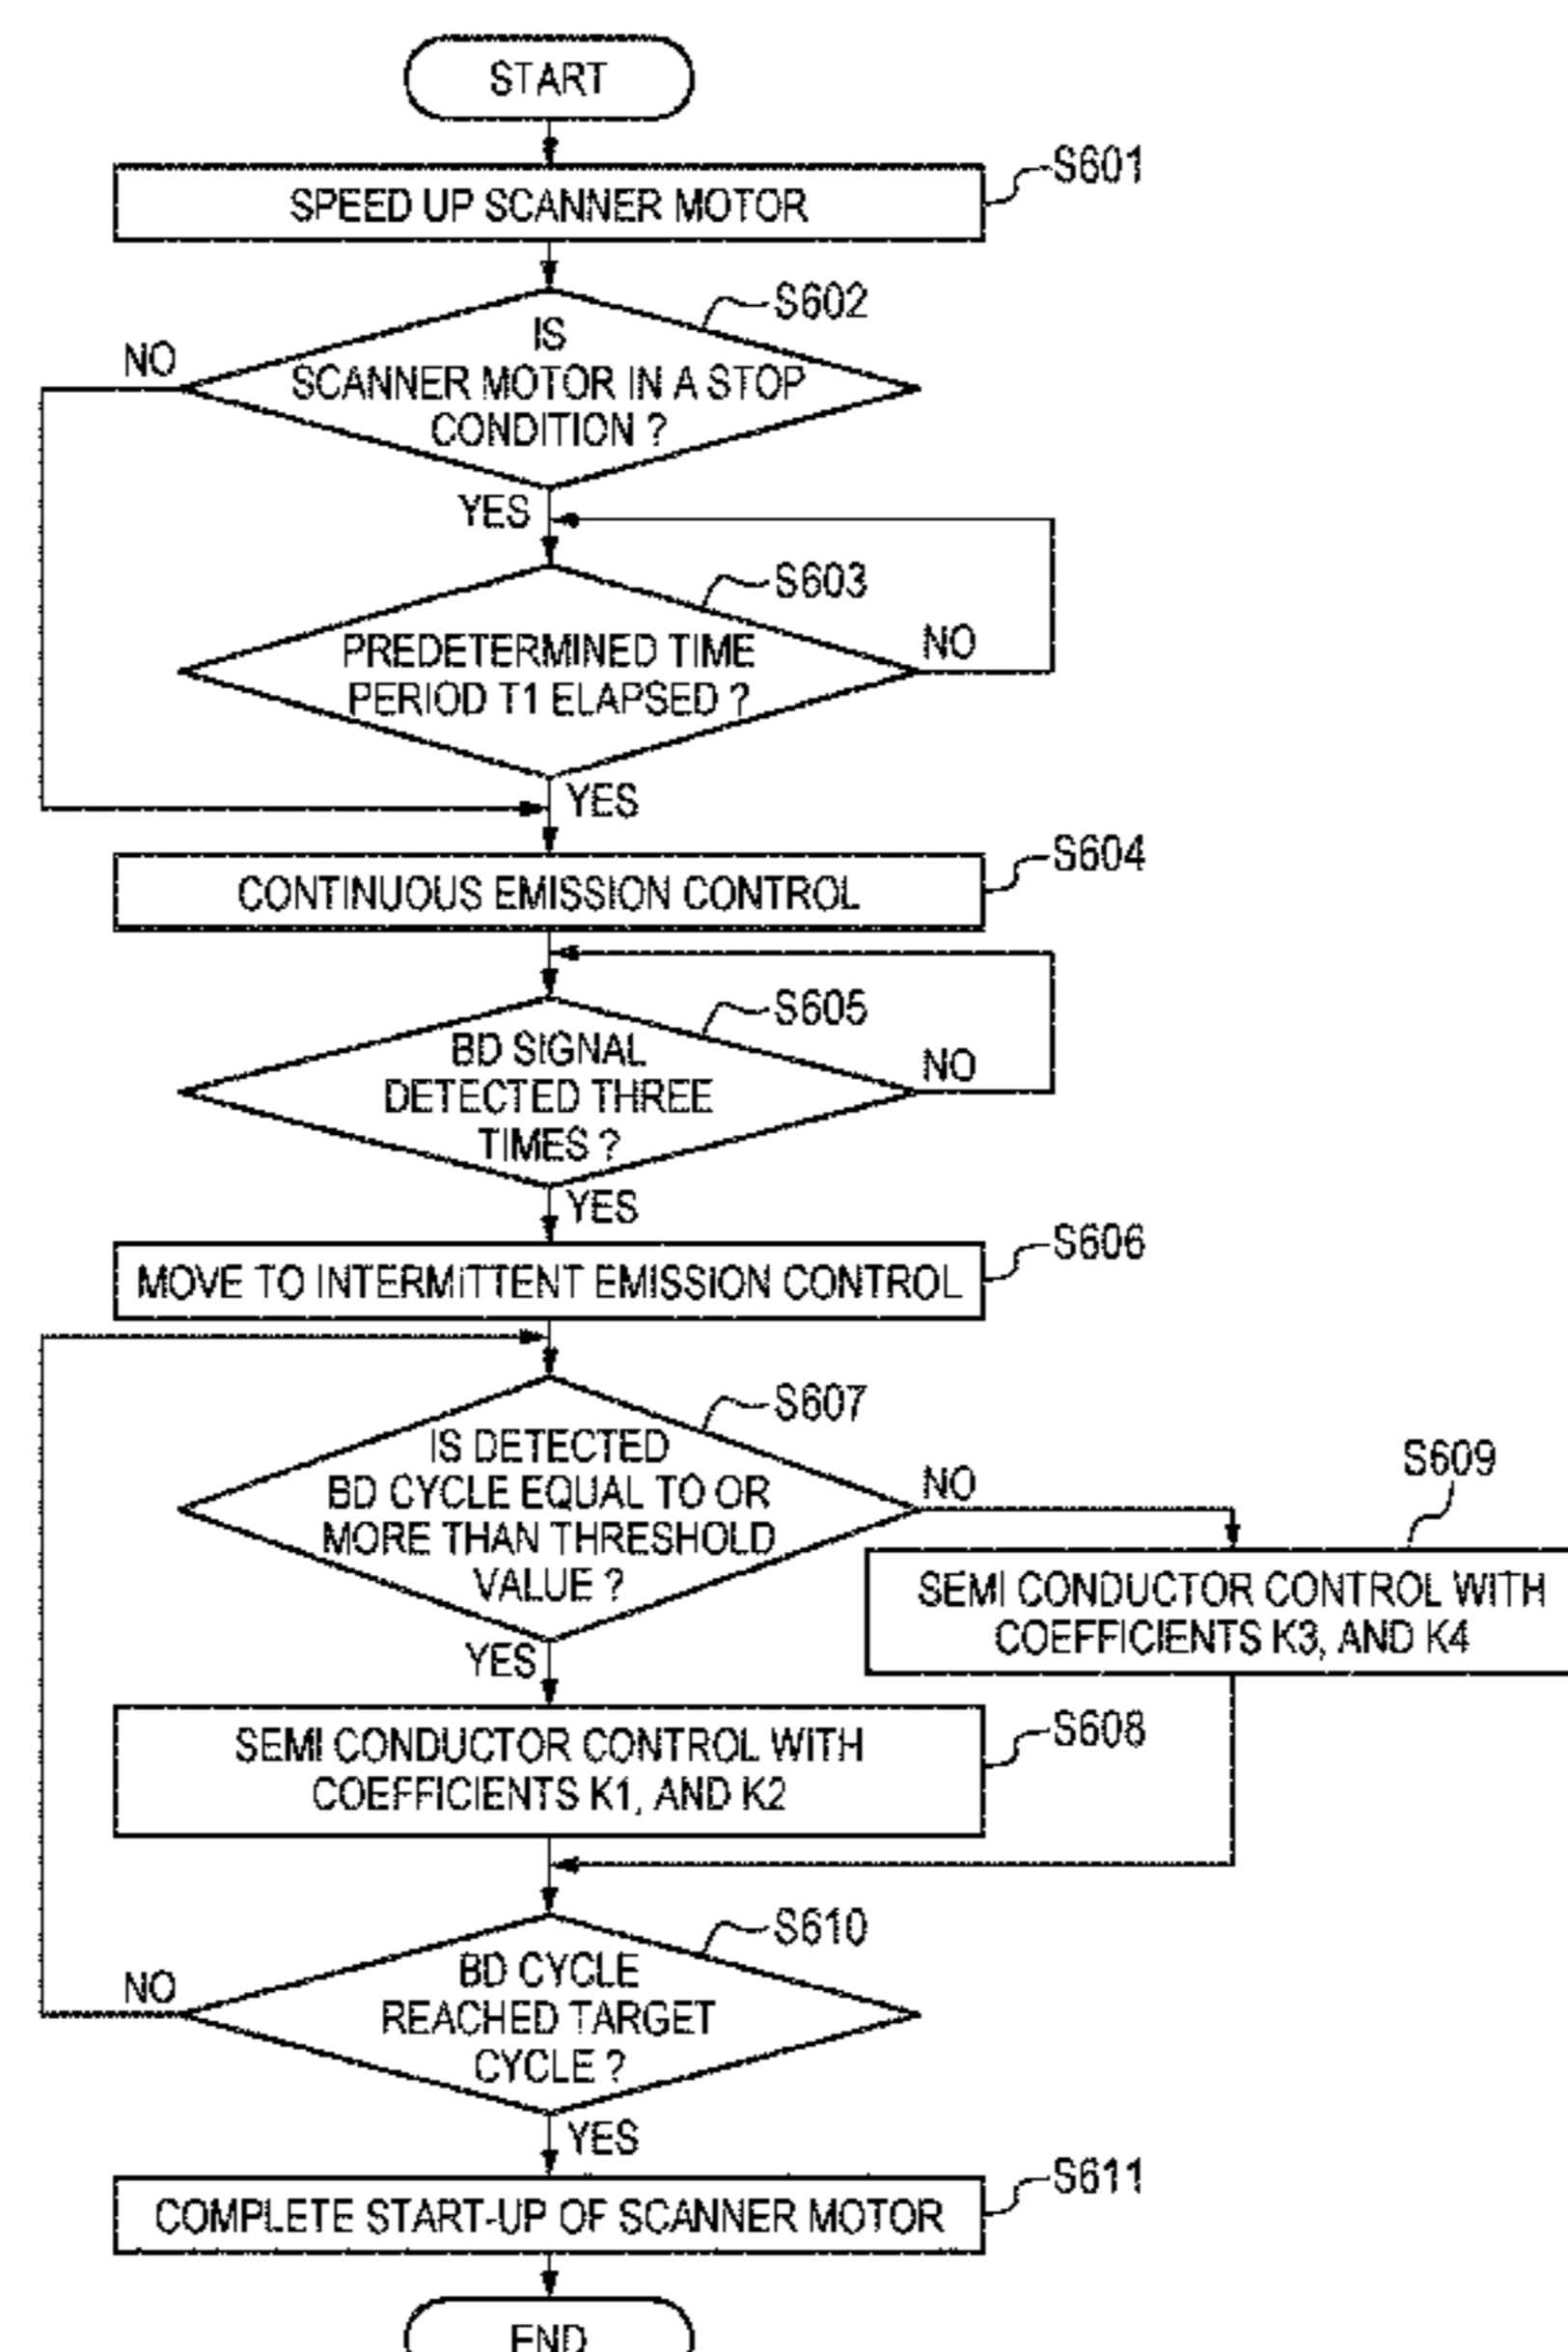 START
SPEED UP SCANNER MOTOR
S601
S602
IS
SCANNER MOTOR IN A STOP
CONDITION ?
NO
YES
S603
PREDETERMINED TIME
PERIOD T1 ELAPSED ?
NO
YES
S604
CONTINUOUS EMISSION CONTROL
S605
BD SIGNAL
DETECTED THREE
TIMES ?
NO
YES
S606
MOVE TO INTERMITTENT EMISSION CONTROL
S607
IS DETECTED
BD CYCLE EQUAL TO OR
MORE THAN THRESHOLD
VALUE ?
NO
YES
S609
SEMI CONDUCTOR CONTROL WITH
COEFFICIENTS K3, AND K4
S608
SEMI CONDUCTOR CONTROL WITH
COEFFICIENTS K1, AND K2
S610
BD CYCLE
REACHED TARGET
CYCLE ?
NO
YES
S611
COMPLETE START-UP OF SCANNER MOTOR
END